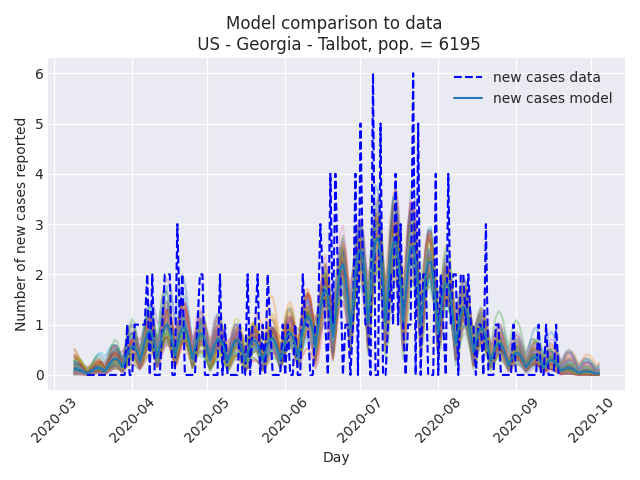 Model comparison to data
US - Georgia - Talbot, pop. = 6195
new cases data
new cases model
Number of new cases reported
6
5
4
3
2
1
0
2020-03
2020-04
2020-05
2020-06
2020-07
2020-08
2020-09
2020-10
Day